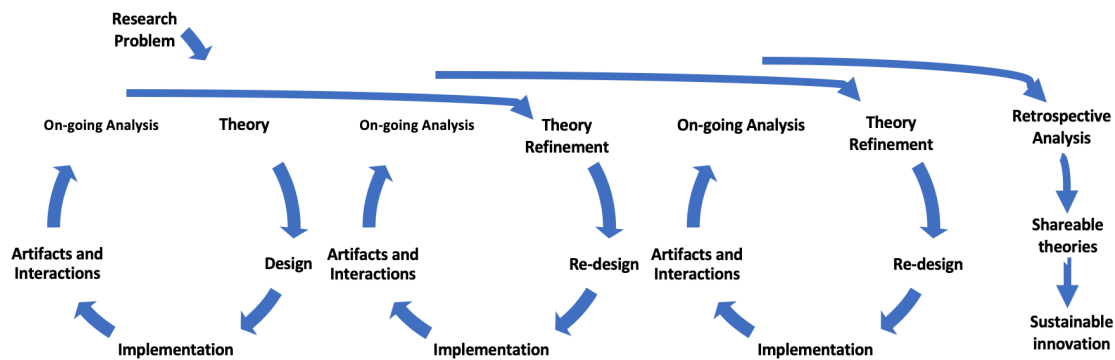 Research
Problem
On-going Analysis
Theory
Design
Implementation
Artifacts and
Interactions
On-going Analysis
Theory
Refinement
Re-design
Implementation
Artifacts and
Interactions
On-going Analysis
Theory
Refinement
Re-design
Implementation
Artifacts and
Interactions
Retrospective
Analysis
Shareable
theories
Sustainable
innovation